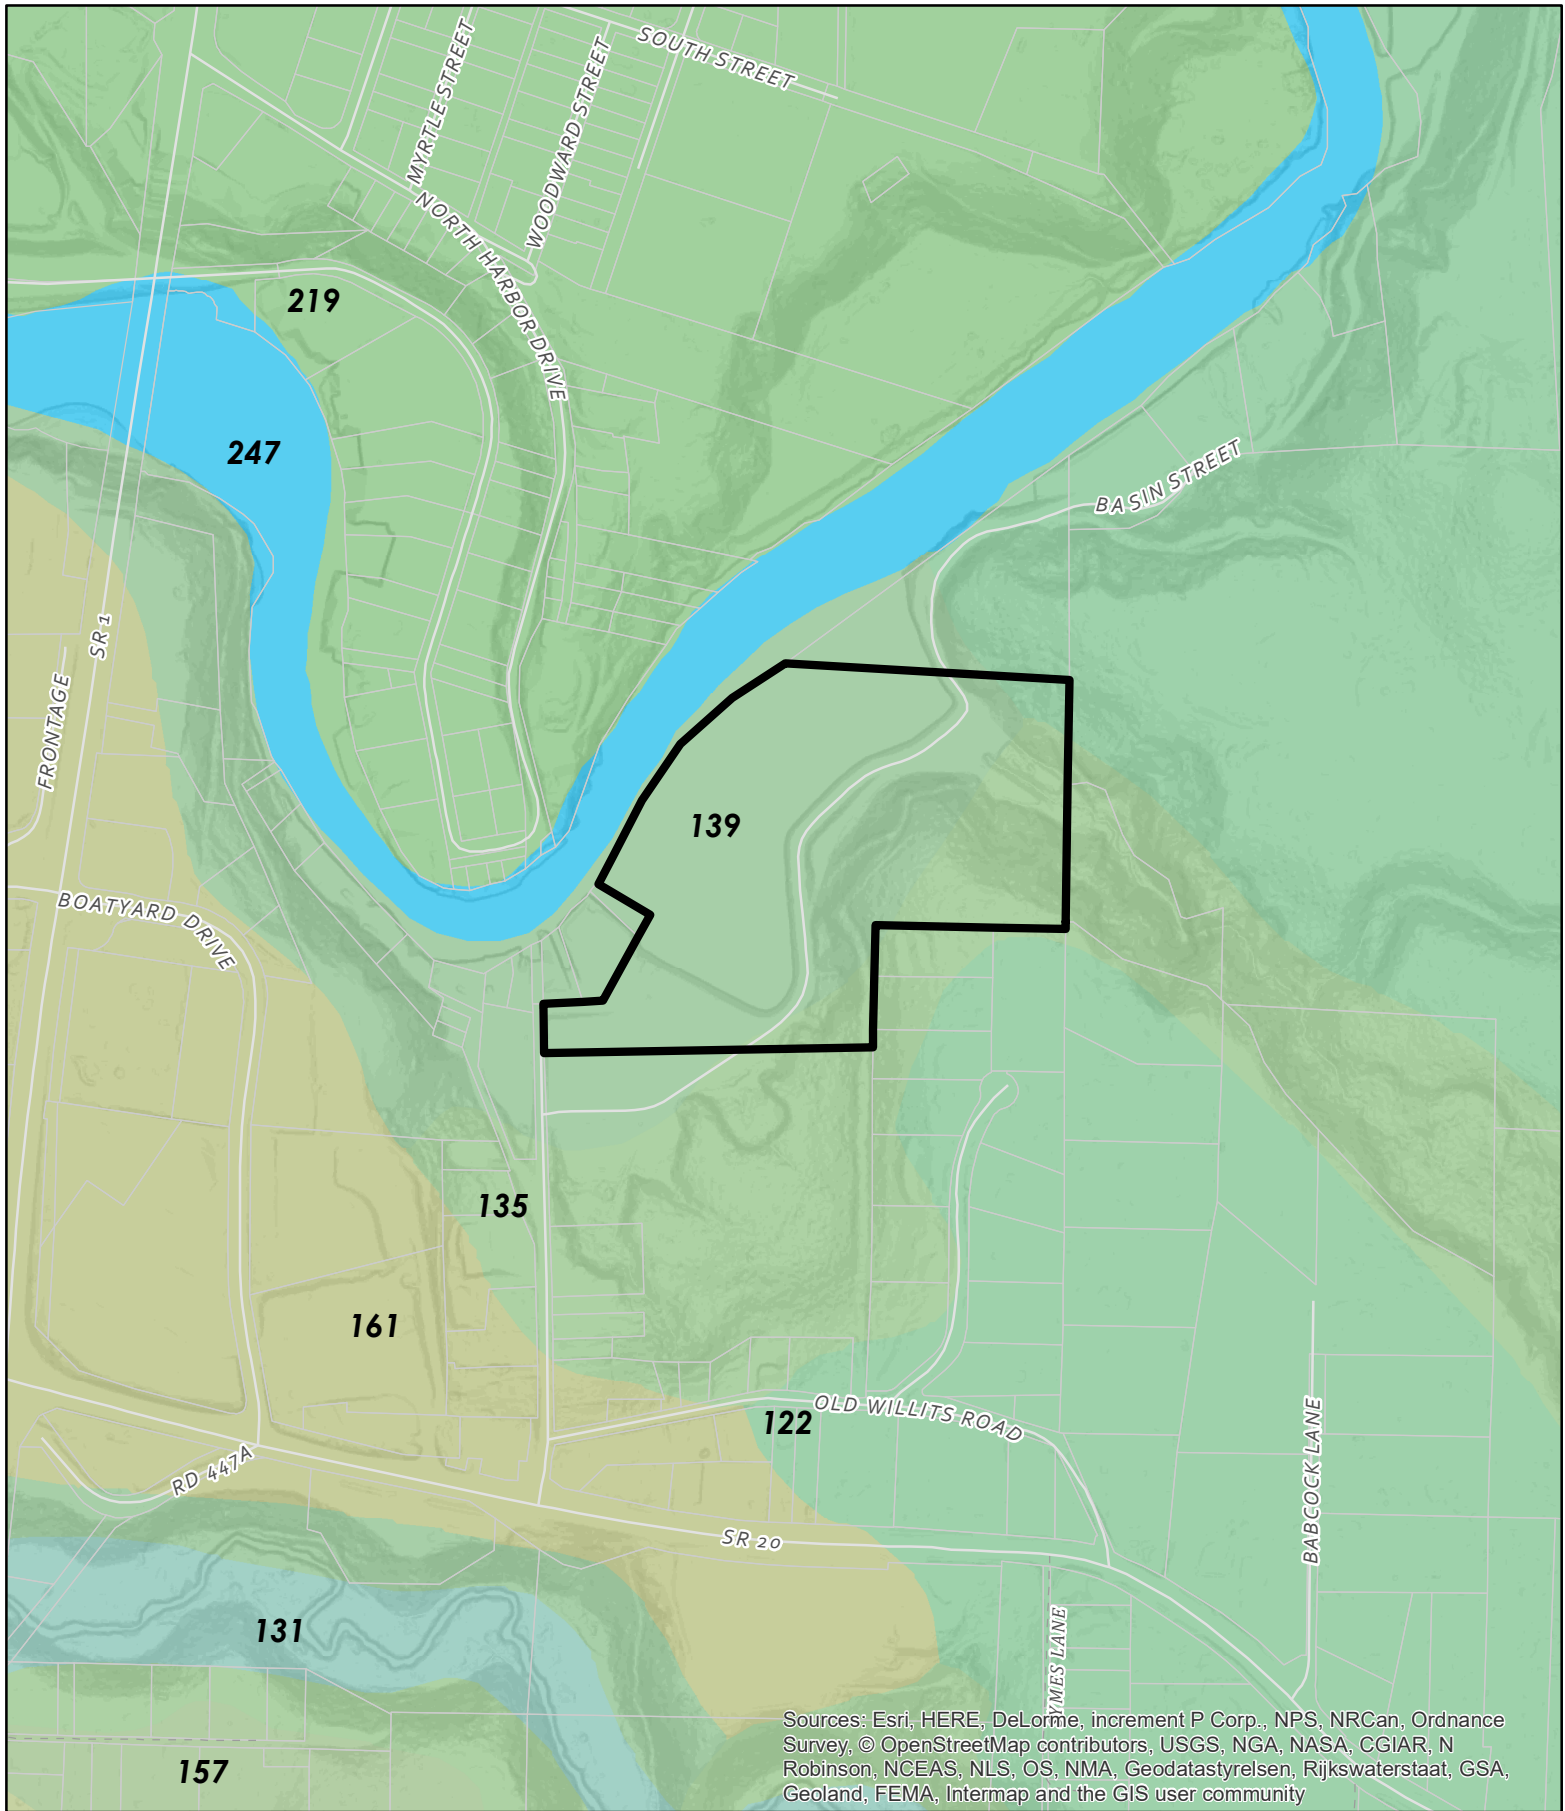 SOUTH STREET
MYRTLE STREET
WOODWARD STREET
NORTH HARBOR DRIVE
219
247
BASIN STREET
SR 1
FRONTAGE
139
BOATYARD DRIVE
135
161
OLD WILLITS ROAD
122
BABCOCK LANE
RD 447A
SR 20
131
LANE
157
Sources: Esri, HERE, DeLorme, increment P Corp., NPS, NRCan, Ordnance
Survey, © OpenStreetMap contributors, USGS, NGA, NASA, CGIAR, N
Robinson, NCEAS, NLS, OS, NMA, Geodatastyrelsen, Rijkswaterstaat, GSA,
Geoland, FEMA, Intermap and the GIS user community